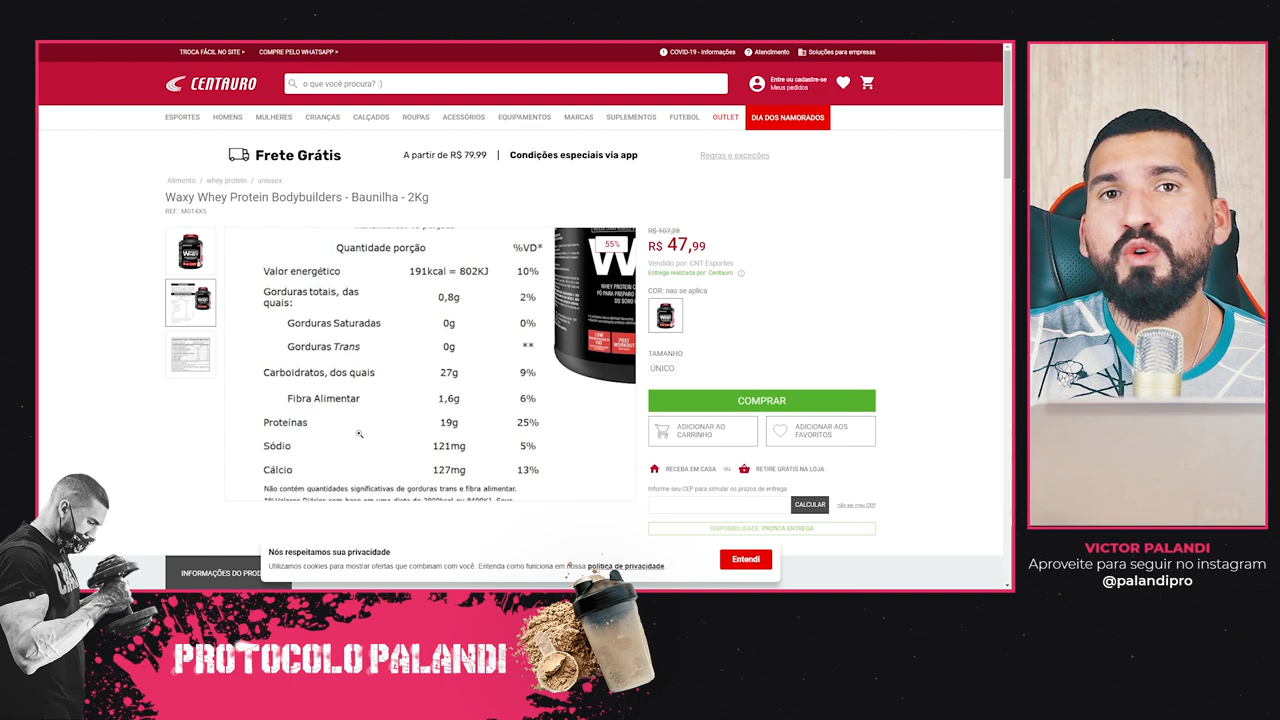 TROCA FÁCIL NO SITE >
COMPRE PELO WHATSAPP >
COVID-19 - Informações
Atendimento
Soluções para empresas
CENTAURO
o que você procura? :)
Entre ou cadastre-se
Meus pedidos
ESPORTES HOMENS MULHERES CRIANÇAS CALÇADOS ROUPAS ACESSÓRIOS EQUIPAMENTOS MARCAS SUPLEMENTOS FUTEBOL OUTLET DIA DOS NAMORADOS
Frete Grátis A partir de R$ 79,99 | Condições especiais via app Regras e exceções
Alimento / whey protein / unissex
Waxy Whey Protein Bodybuilders - Baunilha - 2Kg
REF.: M014X5
Quantidade porção %VD*
Valor energético 191kcal = 802KJ 10%
Gorduras totais, das
quais: 0,8g 2%
Gorduras Saturadas 0g 0%
Gorduras Trans 0g **
Carboidratos, dos quais 27g 9%
Fibra Alimentar 1,6g 6%
Proteínas 19g 25%
Sódio 121mg 5%
Cálcio 127mg 13%
Não contém quantidades significativas de gorduras trans e fibra alimentar.
55%
R$ 107,28
R$ 47,99
Vendido por: CNT Esportes
Entrega realizada por: Centauro
COR: nao se aplica
TAMANHO
ÚNICO
COMPRAR
ADICIONAR AO
CARRINHO
ADICIONAR AOS
FAVORITOS
RECEBA EM CASA ou RETIRE GRÁTIS NA LOJA
Informe seu CEP para simular os prazos de entrega
CALCULAR
não sei meu CEP
DISPONIBILIDADE: PRONTA ENTREGA
Nós respeitamos sua privacidade
Utilizamos cookies para mostrar ofertas que combinam com você. Entenda como funciona em nossa política de privacidade.
Entendi
INFORMAÇÕES DO PROD
VICTOR PALANDI
Aproveite para seguir no instagram
@palandipro
PROTOCOLO PALANDI